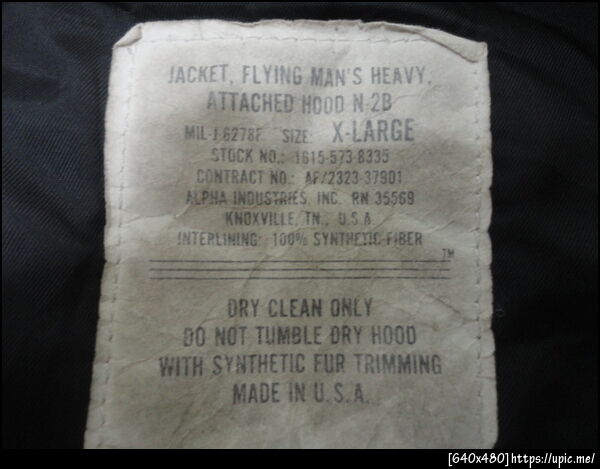 JACKET, FLYING MAN'S HEAVY,
ATTACHED HOOD N-2B
MIL-J-6278F SIZE: X-LARGE
STOCK NO.: 1615-573-8335
CONTRACT NO.: AF/2323-37901
ALPHA INDUSTRIES, INC. RN 35569
KNOXVILLE, TN., U.S.A.
INTERLINING: 100% SYNTHETIC FIBER
TM
DRY CLEAN ONLY
DO NOT TUMBLE DRY HOOD
WITH SYNTHETIC FUR TRIMMING
MADE IN U.S.A.
[640x480]https://upic.me/